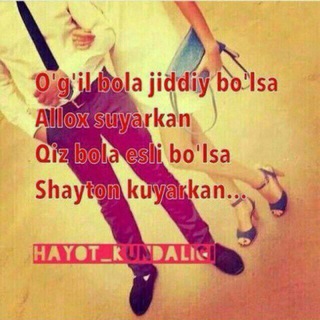 O'g'il bola jiddiy bo'lsa
Allox suyarkan
Qiz bola esli bo'lsa
Shayton kuyarkan...
HAYOT_KUNDALIGI